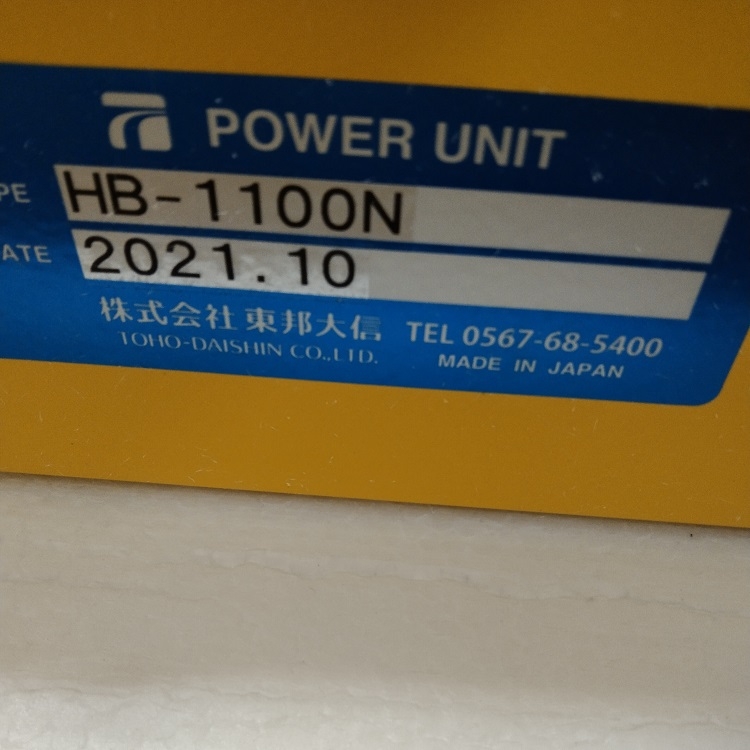 POWER UNIT
PE HB-1100N
ATE 2021.10
株式会社東邦大信 TEL 0567-68-5400
TOHO-DAISHIN CO.,LTD. MADE IN JAPAN